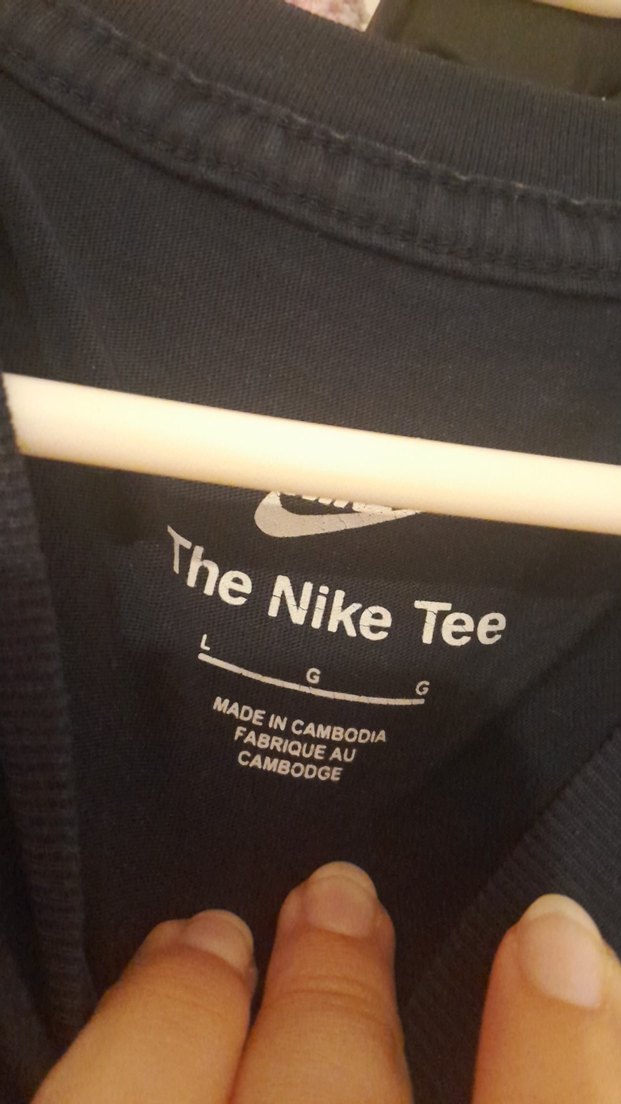 The Nike Tee
L G G
MADE IN CAMBODIA
FABRIQUE AU
CAMBODGE